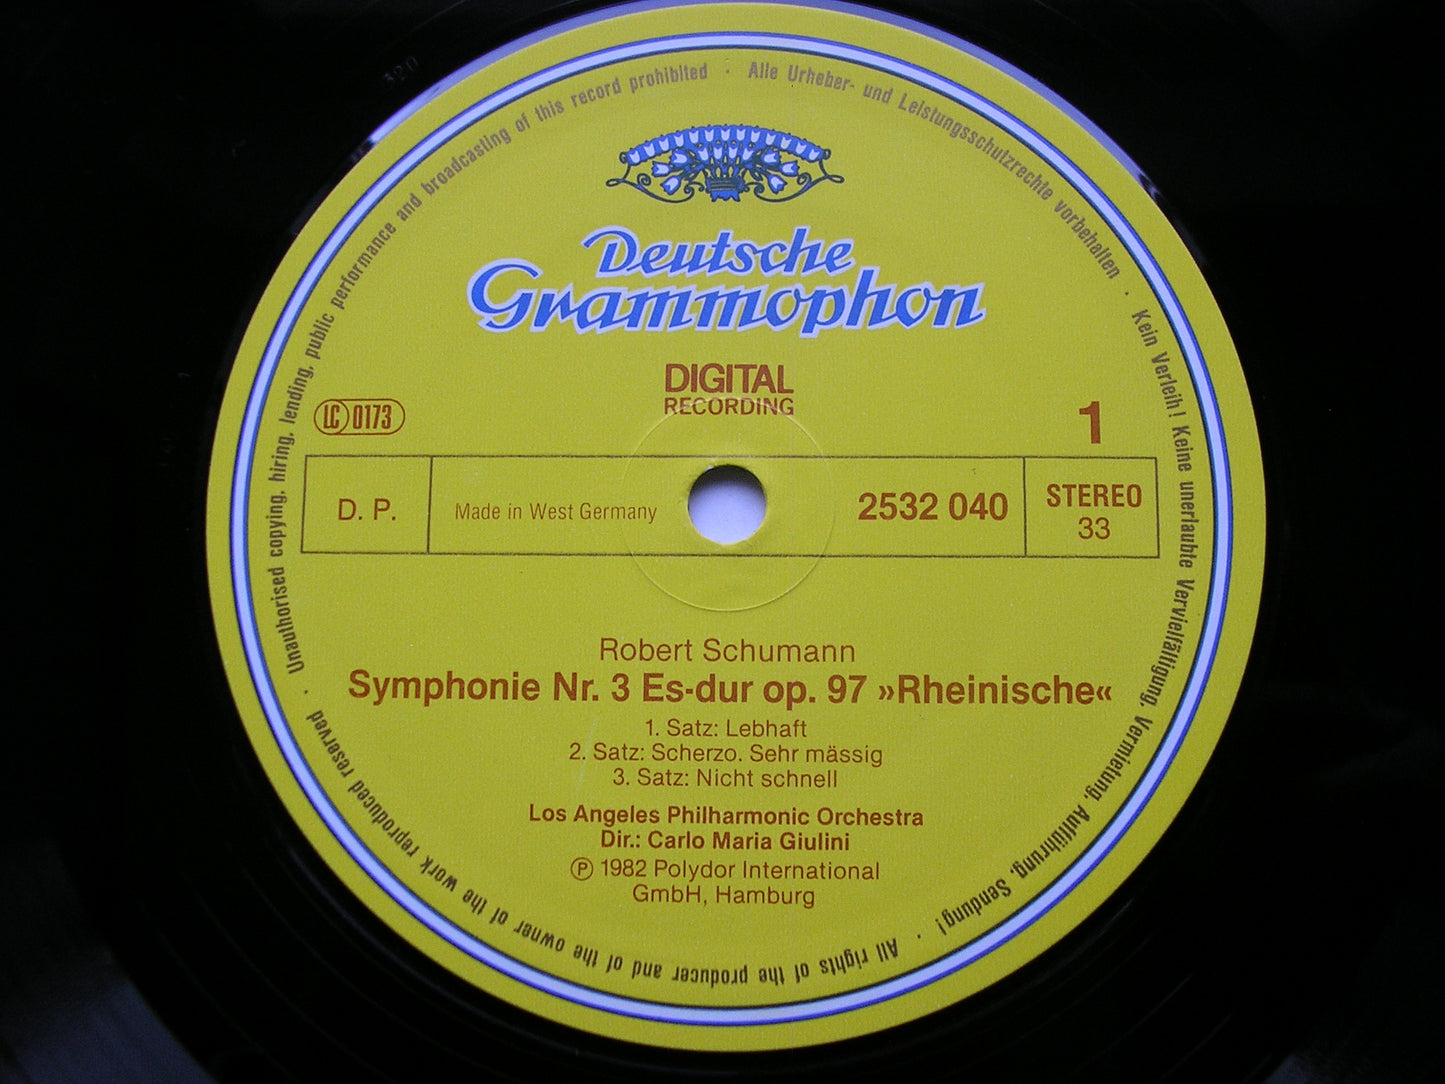 Deutsche
Grammophon
DIGITAL
RECORDING
LC 0173
1
D. P.
Made in West Germany
2532 040
STEREO
33
Robert Schumann
Symphonie Nr. 3 Es-dur op. 97 »Rheinische«
1. Satz: Lebhaft
2. Satz: Scherzo. Sehr mässig
3. Satz: Nicht schnell
Los Angeles Philharmonic Orchestra
Dir.: Carlo Maria Giulini
Ⓟ 1982 Polydor International
GmbH, Hamburg
Alle Urheber- und Leistungsschutzrechte vorbehalten · Kein Verleih! Keine unerlaubte Vervielfältigung, Vermietung, Aufführung, Sendung! · All rights of the producer and of the owner of the work reproduced reserved · Unauthorised copying, hiring, lending, public performance and broadcasting of this record prohibited ·